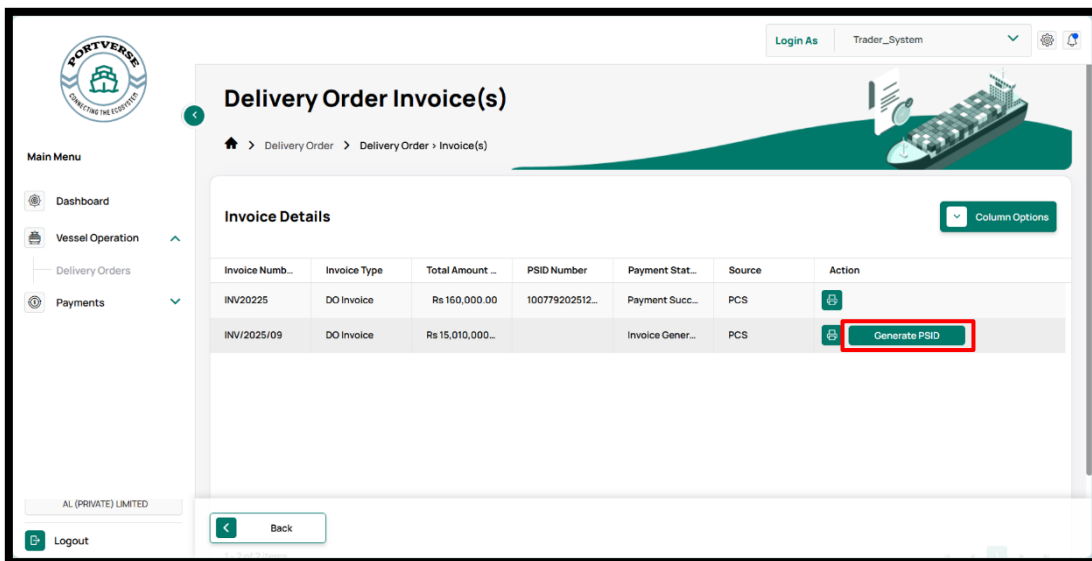 PORTVERSE
CONNECTING THE ECOSYSTEM
Login As Trader_System
Delivery Order Invoice(s)
Delivery Order > Delivery Order > Invoice(s)
Main Menu
Dashboard
Vessel Operation
Delivery Orders
Payments
Invoice Details
Column Options
Invoice Numb... Invoice Type Total Amount ... PSID Number Payment Stat... Source Action
INV20225 DO Invoice Rs 160,000.00 100779202512... Payment Succ... PCS
INV/2025/09 DO Invoice Rs 15,010,000... Invoice Gener... PCS Generate PSID
AL (PRIVATE) LIMITED
Back
Logout